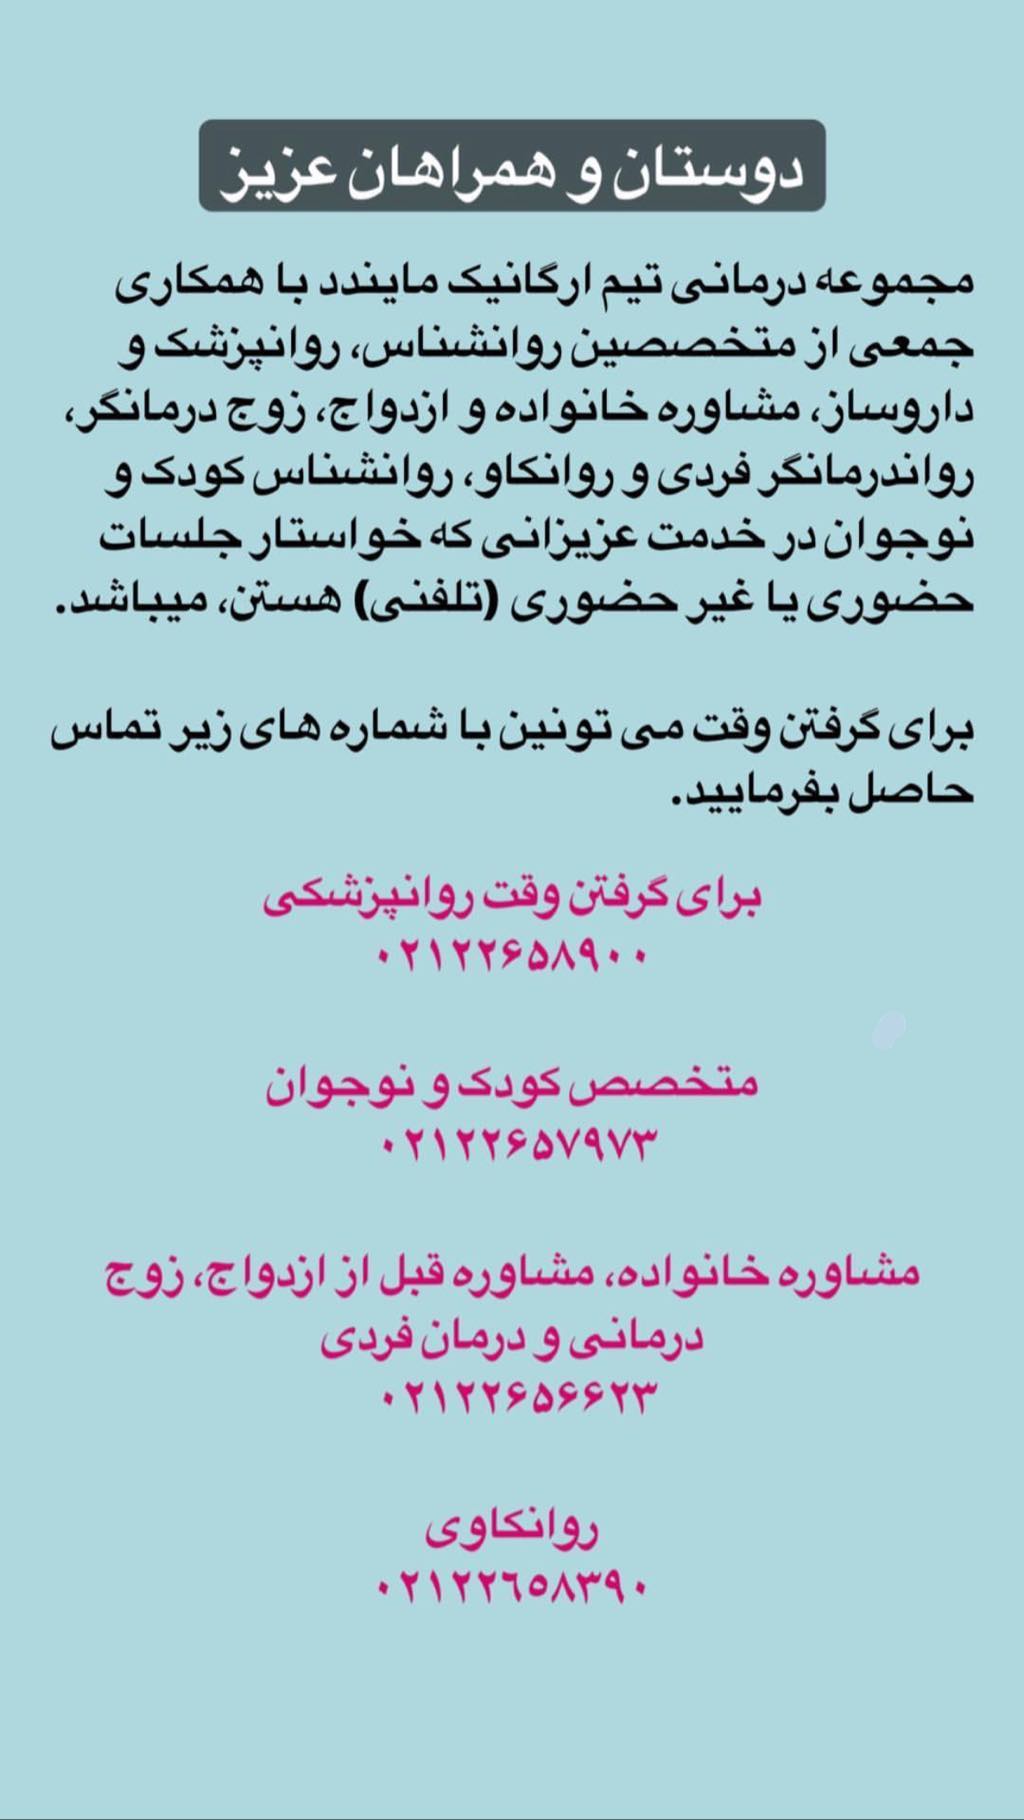 دوستان و همراهان عزیز
مجموعه درمانی تیم ارگانیک مایندد با همکاری
جمعی از متخصصین روانشناس، روانپزشک و
داروساز، مشاوره خانواده و ازدواج، زوج درمانگر،
رواندرمانگر فردی و روانکاو، روانشناس کودک و
نوجوان در خدمت عزیزانی که خواستار جلسات
حضوری یا غیر حضوری (تلفنی) هستن، میباشد.
برای گرفتن وقت می تونین با شماره های زیر تماس
حاصل بفرمایید.
برای گرفتن وقت روانپزشکی
۰۲۱۲۲۶۵۸۹۰۰
متخصص کودک و نوجوان
۰۲۱۲۲۶۵۷۹۷۳
مشاوره خانواده، مشاوره قبل از ازدواج، زوج
درمانی و درمان فردی
۰۲۱۲۲۶۵۶۶۲۳
روانکاوی
٠٢١٢٢٦٥٨٣٩٠